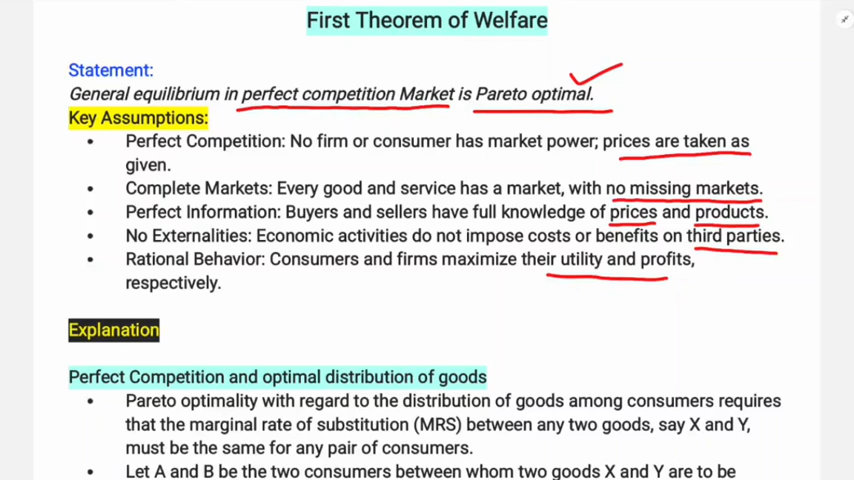 First Theorem of Welfare
Statement:
General equilibrium in perfect competition Market is Pareto optimal.
Key Assumptions:
• Perfect Competition: No firm or consumer has market power; prices are taken as
given.
• Complete Markets: Every good and service has a market, with no missing markets.
• Perfect Information: Buyers and sellers have full knowledge of prices and products.
• No Externalities: Economic activities do not impose costs or benefits on third parties.
• Rational Behavior: Consumers and firms maximize their utility and profits,
respectively.
Explanation
Perfect Competition and optimal distribution of goods
• Pareto optimality with regard to the distribution of goods among consumers requires
that the marginal rate of substitution (MRS) between any two goods, say X and Y,
must be the same for any pair of consumers.
• Let A and B be the two consumers between whom two goods X and Y are to be